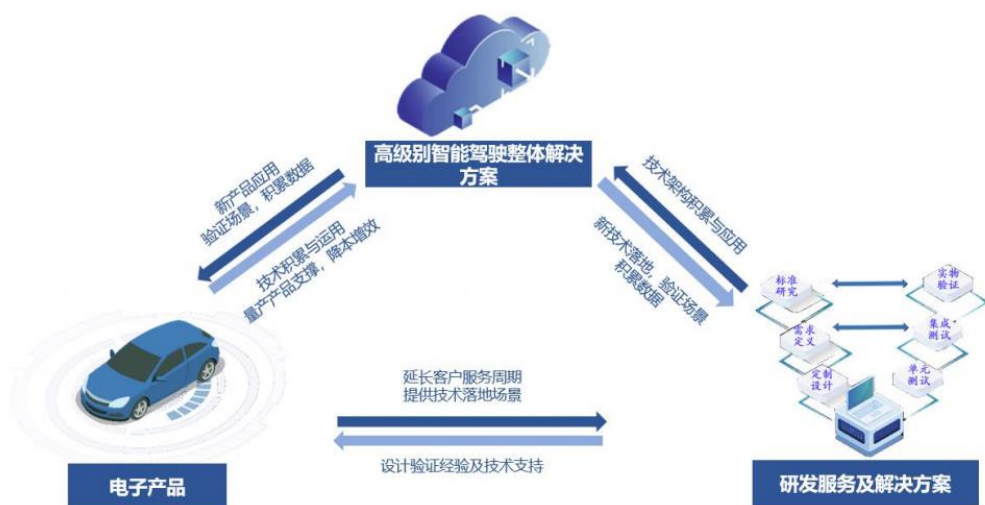 高级别智能驾驶整体解决
方案
新产品应用
验证场景，积累数据
技术积累与运用
量产产品支撑，降本增效
技术架构积累与应用
新技术落地，验证场景
积累数据
标准
研究
实物
验证
需求
定义
集成
测试
定制
设计
单元
测试
延长客户服务周期
提供技术落地场景
设计验证经验及技术支持
电子产品
研发服务及解决方案